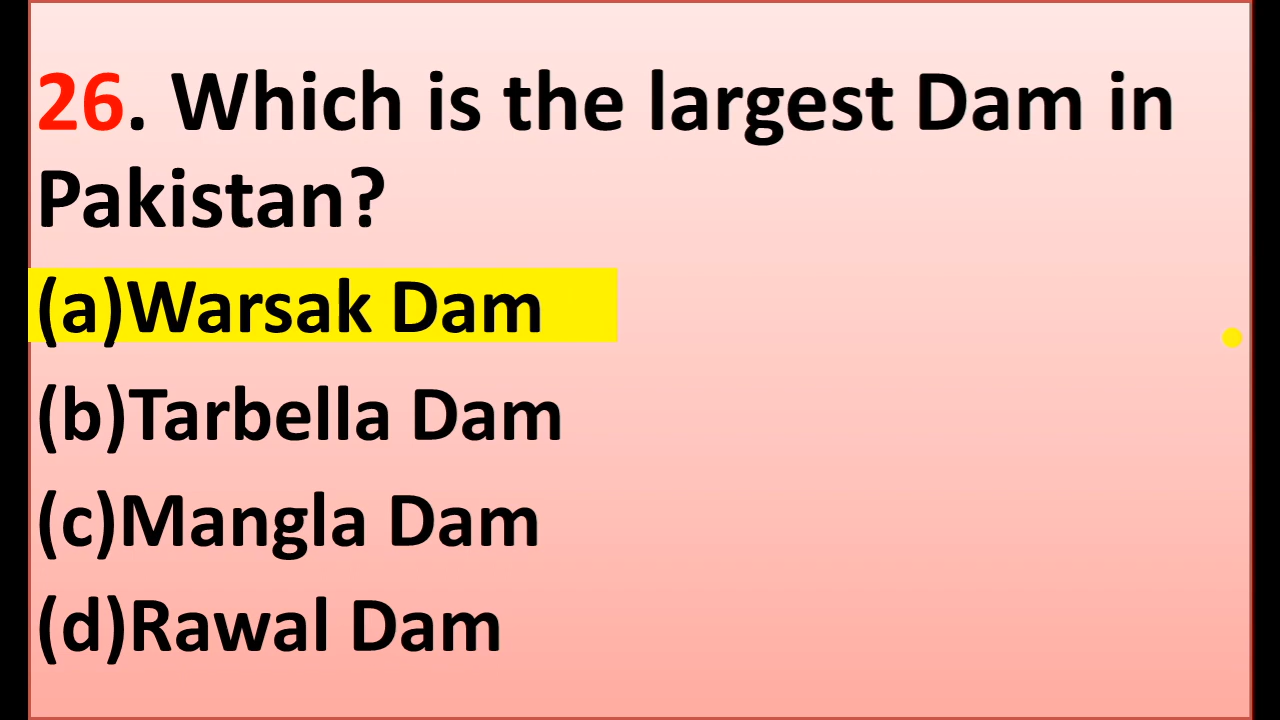 26. Which is the largest Dam in
Pakistan?
(a)Warsak Dam
(b)Tarbella Dam
(c)Mangla Dam
(d)Rawal Dam